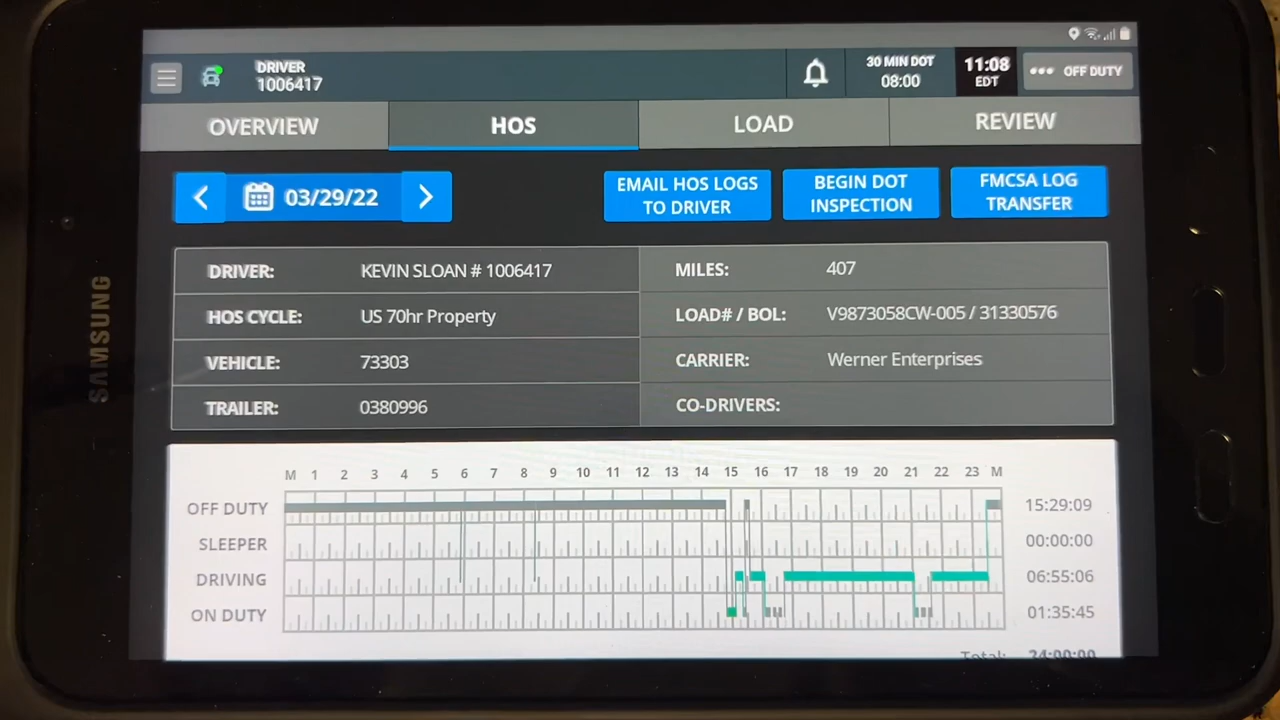 DRIVER
1006417
30 MIN DOT
08:00
11:08
EDT
OFF DUTY
OVERVIEW
HOS
LOAD
REVIEW
03/29/22
EMAIL HOS LOGS
TO DRIVER
BEGIN DOT
INSPECTION
FMCSA LOG
TRANSFER
DRIVER: KEVIN SLOAN # 1006417
HOS CYCLE: US 70hr Property
VEHICLE: 73303
TRAILER: 0380996
MILES: 407
LOAD# / BOL: V9873058CW-005 / 31330576
CARRIER: Werner Enterprises
CO-DRIVERS:
M 1 2 3 4 5 6 7 8 9 10 11 12 13 14 15 16 17 18 19 20 21 22 23 M
OFF DUTY 15:29:09
SLEEPER 00:00:00
DRIVING 06:55:06
ON DUTY 01:35:45
Total: 24:00:00
SAMSUNG